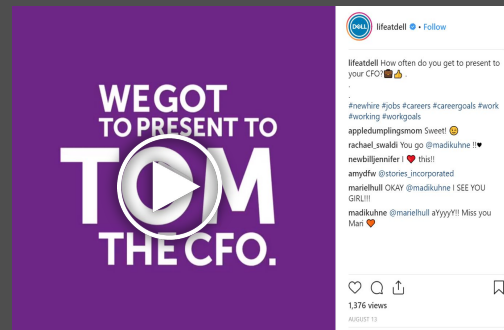 WE GOT
TO PRESENT TO
TOM
THE CFO.
DELL
lifeatdell • Follow
lifeatdell How often do you get to present to
your CFO? .
.
.
#newhire #jobs #careers #careergoals #work
#working #workgoals
appledumplingsmom Sweet!
rachael_swaldi You go @madikuhne !!♥
newbilljennifer I ❤ this!!
amydfw @stories_incorporated
marielhull OKAY @madikuhne I SEE YOU
GIRL!!!
madikuhne @marielhull aYyyY!! Miss you
Mari
1,376 views
AUGUST 13